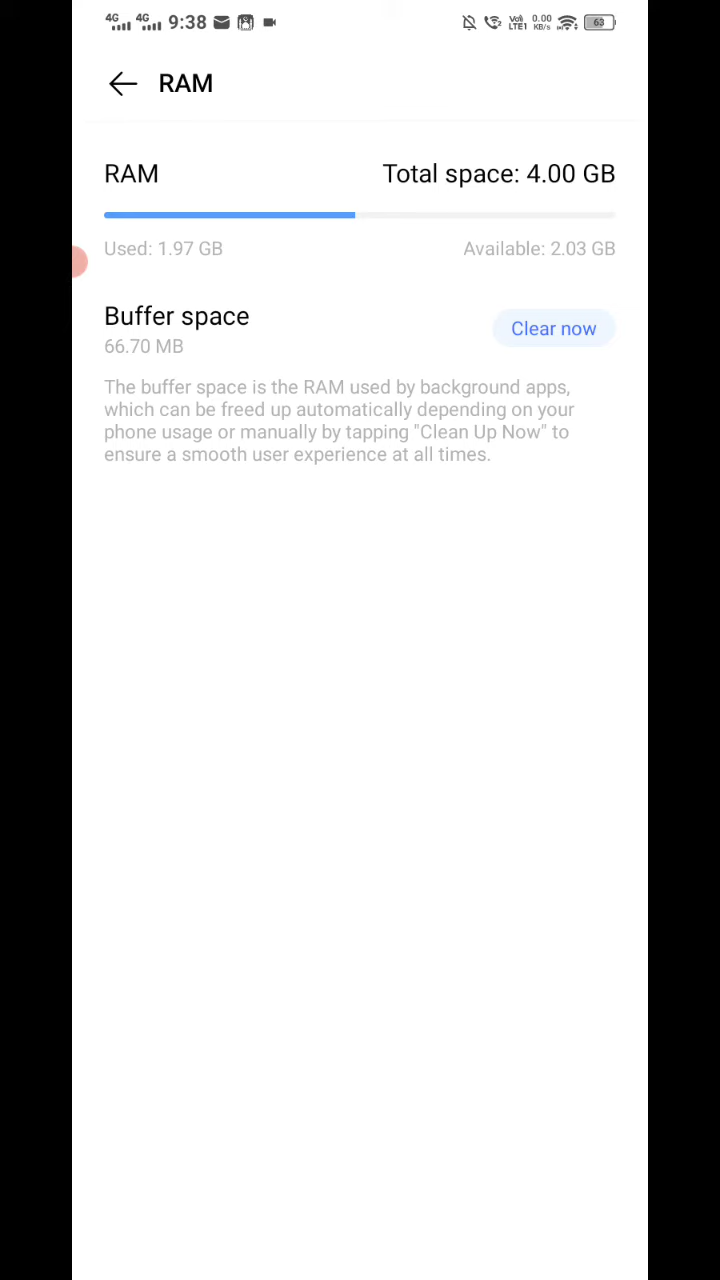 4G 4G 9:38 VoII LTE1 0.00 KB/s 63
RAM
RAM Total space: 4.00 GB
Used: 1.97 GB Available: 2.03 GB
Buffer space
66.70 MB
Clear now
The buffer space is the RAM used by background apps,
which can be freed up automatically depending on your
phone usage or manually by tapping "Clean Up Now" to
ensure a smooth user experience at all times.